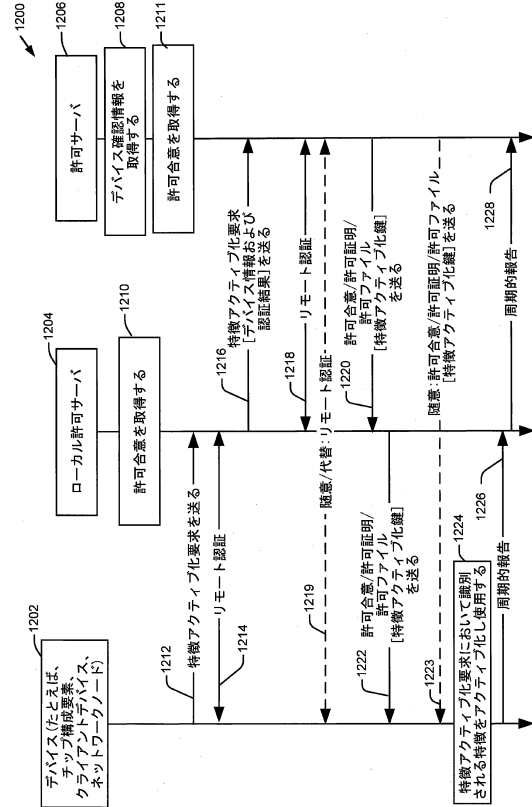 1200
1202
デバイス(たとえば、
チップ構成要素、
クライアントデバイス、
ネットワークノード)
1204
ローカル許可サーバ
1206
許可サーバ
1208
デバイス確認情報を
取得する
1210
許可合意を取得する
1211
許可合意を取得する
1212
特徴アクティブ化要求を送る
1214
リモート認証
1216
特徴アクティブ化要求
[デバイス情報および
認証結果]を送る
1218
リモート認証
1219
随意/代替:リモート認証
1220
許可合意/許可証明/
許可ファイル
[特徴アクティブ化鍵]
を送る
1222
許可合意/許可証明/
許可ファイル
[特徴アクティブ化鍵]
を送る
1223
随意:許可合意/許可証明/許可ファイル
[特徴アクティブ化鍵]を送る
1224
特徴アクティブ化要求において識別
される特徴をアクティブ化し使用する
1226
周期的報告
1228
周期的報告